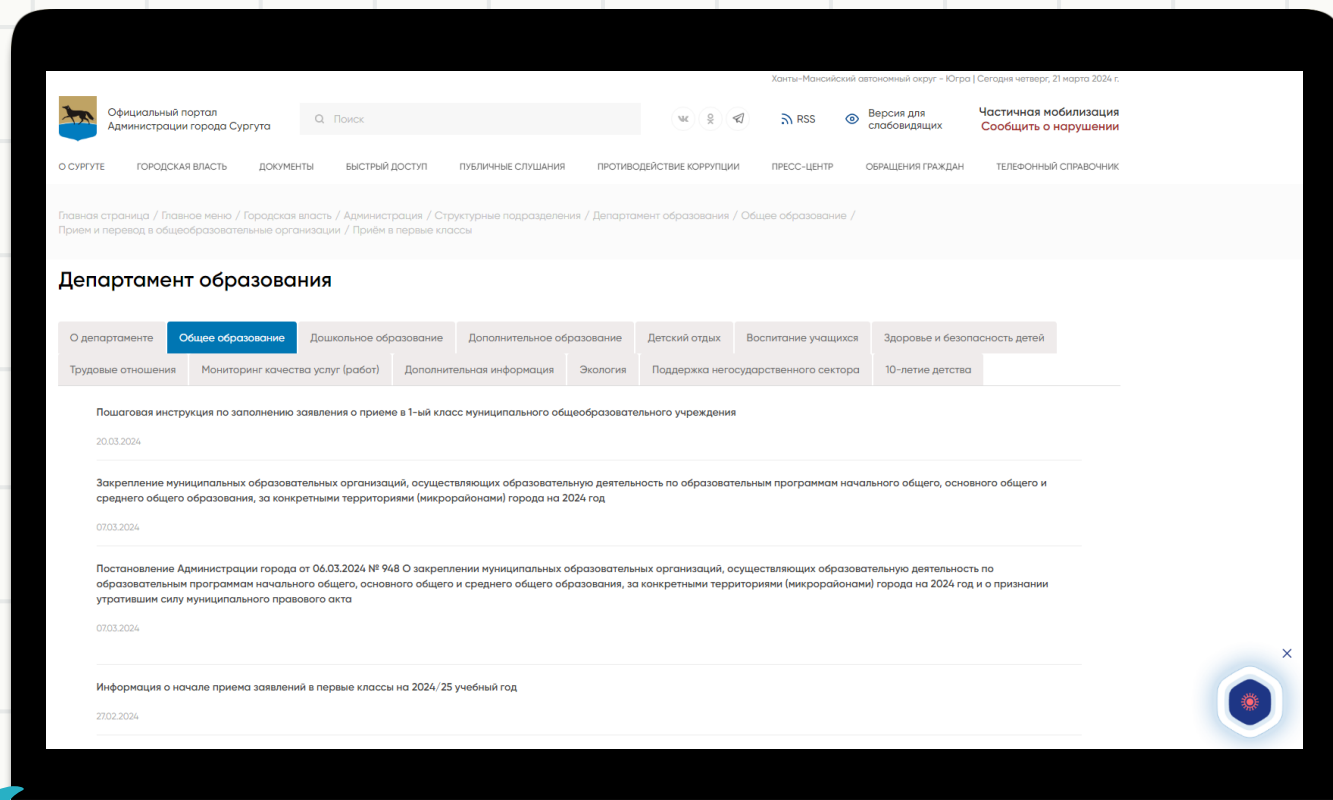 Ханты-Мансийский автономный округ - Югра | Сегодня четверг, 21 марта 2024 г.
Официальный портал
Администрации города Сургута
Поиск
RSS
Версия для
слабовидящих
Частичная мобилизация
Сообщить о нарушении
О СУРГУТЕ ГОРОДСКАЯ ВЛАСТЬ ДОКУМЕНТЫ БЫСТРЫЙ ДОСТУП ПУБЛИЧНЫЕ СЛУШАНИЯ ПРОТИВОДЕЙСТВИЕ КОРРУПЦИИ ПРЕСС-ЦЕНТР ОБРАЩЕНИЯ ГРАЖДАН ТЕЛЕФОННЫЙ СПРАВОЧНИК
Главная страница / Главное меню / Городская власть / Администрация / Структурные подразделения / Департамент образования / Общее образование /
Прием и перевод в общеобразовательные организации / Приём в первые классы
Департамент образования
О департаменте Общее образование Дошкольное образование Дополнительное образование Детский отдых Воспитание учащихся Здоровье и безопасность детей
Трудовые отношения Мониторинг качества услуг (работ) Дополнительная информация Экология Поддержка негосударственного сектора 10-летие детства
Пошаговая инструкция по заполнению заявления о приеме в 1-ый класс муниципального общеобразовательного учреждения
20.03.2024
Закрепление муниципальных образовательных организаций, осуществляющих образовательную деятельность по образовательным программам начального общего, основного общего и
среднего общего образования, за конкретными территориями (микрорайонами) города на 2024 год
07.03.2024
Постановление Администрации города от 06.03.2024 № 948 О закреплении муниципальных образовательных организаций, осуществляющих образовательную деятельность по
образовательным программам начального общего, основного общего и среднего общего образования, за конкретными территориями (микрорайонами) города на 2024 год и о признании
утратившим силу муниципального правового акта
07.03.2024
Информация о начале приема заявлений в первые классы на 2024/25 учебный год
27.02.2024